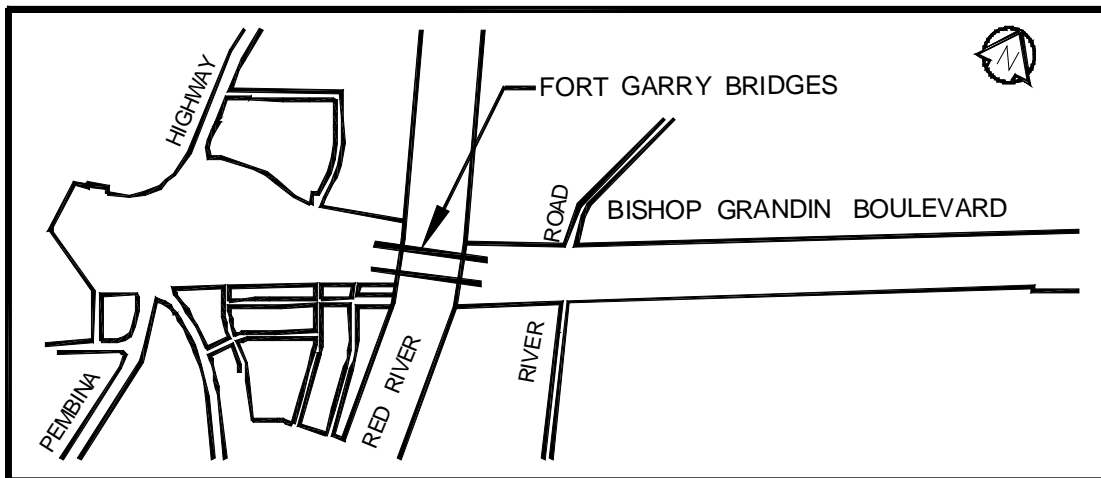 N
HIGHWAY
FORT GARRY BRIDGES
ROAD
BISHOP GRANDIN BOULEVARD
PEMBINA
RED RIVER
RIVER